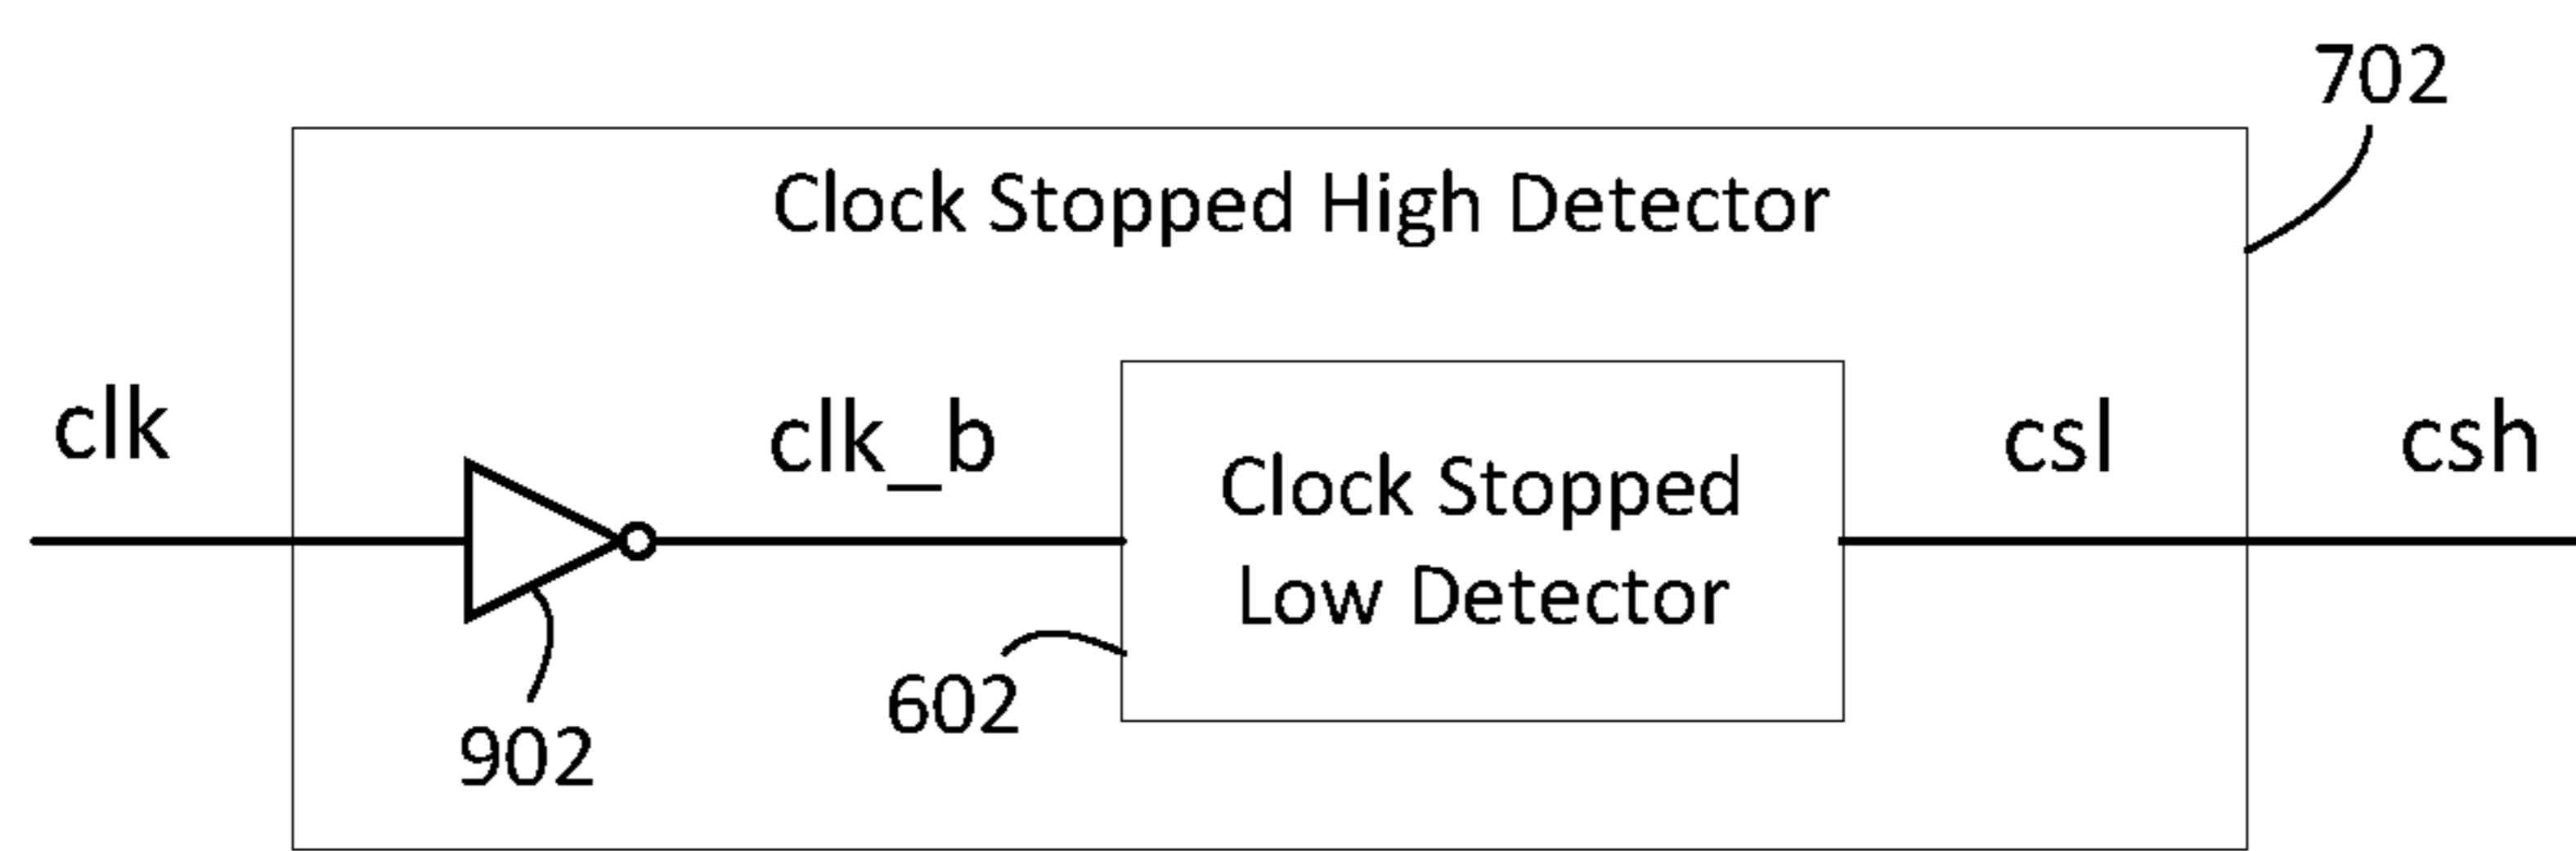 702
Clock Stopped High Detector
clk
clk_b
Clock Stopped
Low Detector
csl
csh
602
902